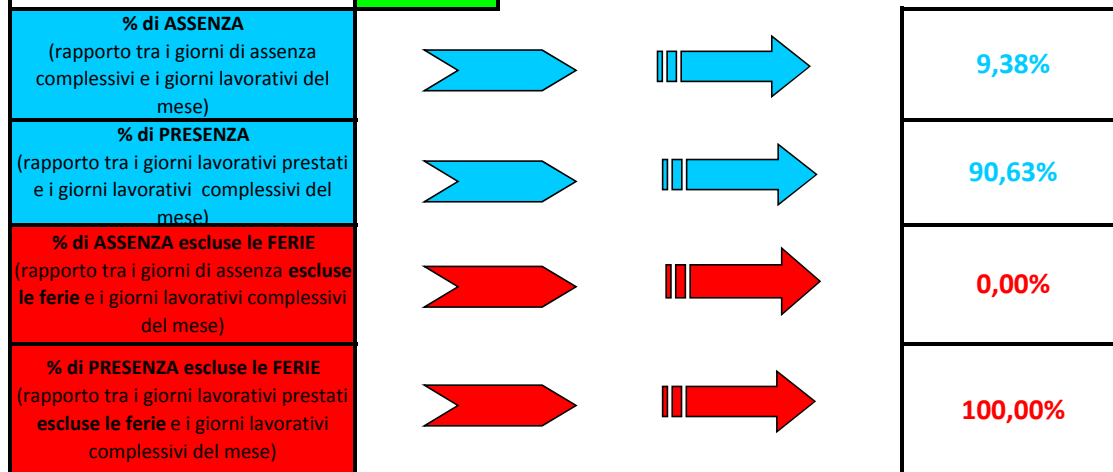 % di ASSENZA
(rapporto tra i giorni di assenza
complessivi e i giorni lavorativi del
mese)
9,38%
% di PRESENZA
(rapporto tra i giorni lavorativi prestati
e i giorni lavorativi complessivi del
mese)
90,63%
% di ASSENZA escluse le FERIE
(rapporto tra i giorni di assenza escluse
le ferie e i giorni lavorativi complessivi
del mese)
0,00%
% di PRESENZA escluse le FERIE
(rapporto tra i giorni lavorativi prestati
escluse le ferie e i giorni lavorativi
complessivi del mese)
100,00%